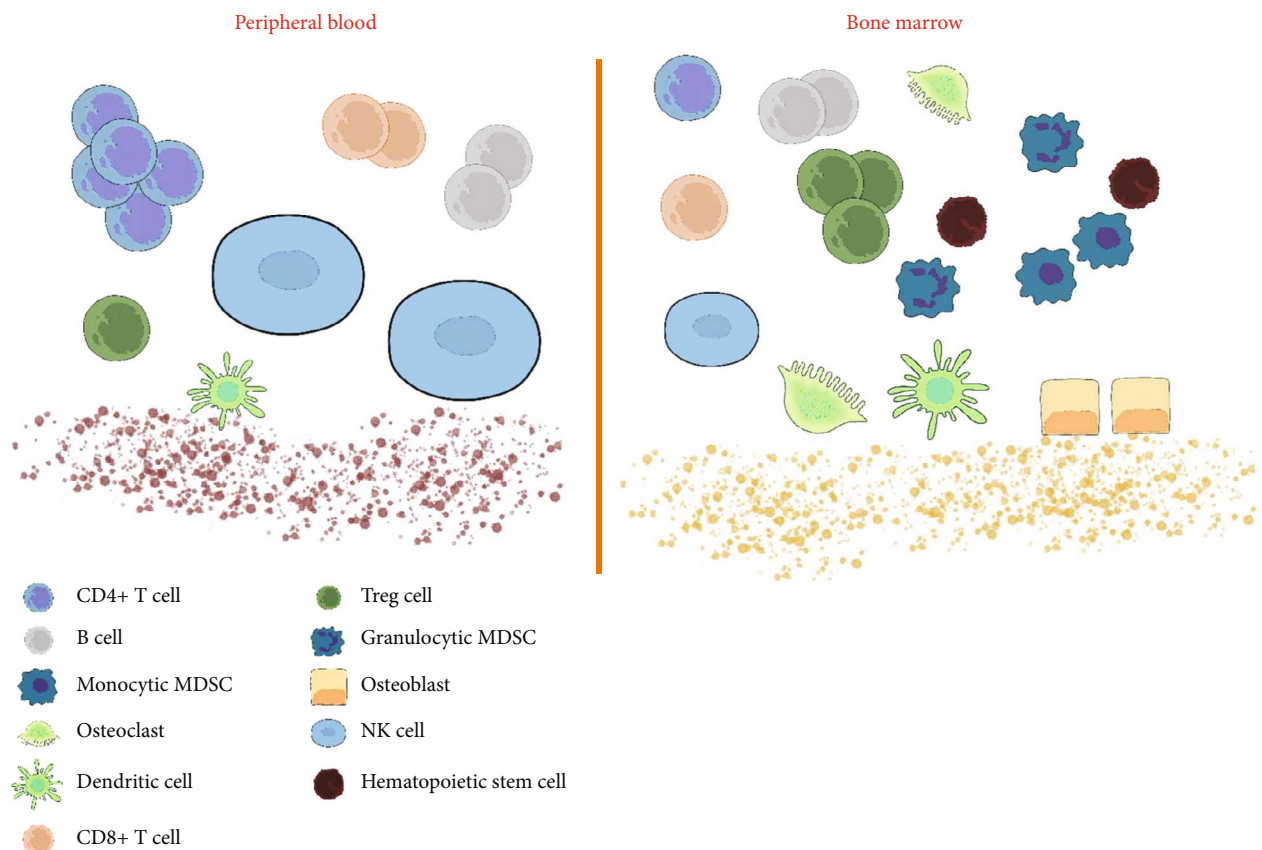 Peripheral blood
Bone marrow
CD4+ T cell
B cell
Monocytic MDSC
Osteoclast
Dendritic cell
CD8+ T cell
Treg cell
Granulocytic MDSC
Osteoblast
NK cell
Hematopoietic stem cell